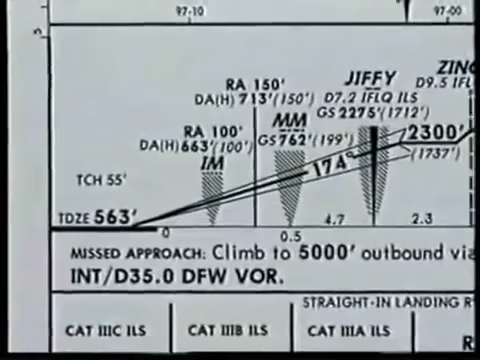 97-10
97-00
JIFFY
ZING
RA 150'
D7.2 IFLQ ILS
D9.5 IFL
DA(H) 713'(150')
GS 2275'(1712')
MM
RA 100'
GS 762'(199')
2300'
DA(H) 663'(100')
(1737')
IM
174°
TCH 55'
TDZE 563'
4.7
2.3
0
0.5
MISSED APPROACH: Climb to 5000' outbound via
INT/D35.0 DFW VOR.
STRAIGHT-IN LANDING R
CAT IIIC ILS
CAT IIIB ILS
CAT IIIA ILS
R